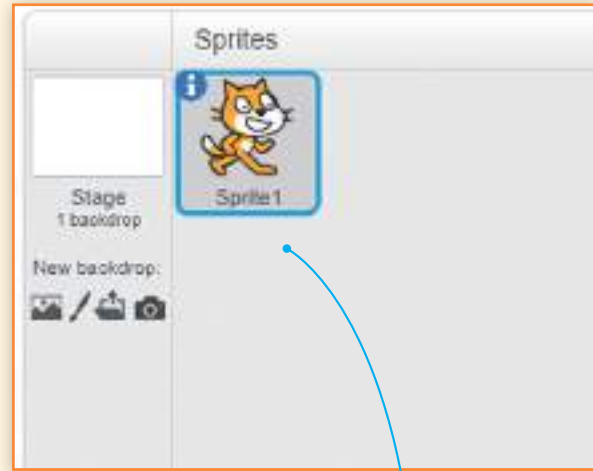 Sprites
Sprite1
Stage
1 backdrop
New backdrop: